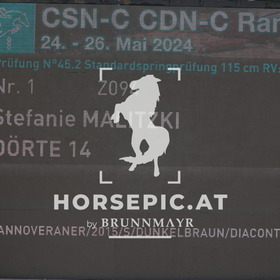 CSN-C CDN-C Ran
24. - 26. Mai 2024
rüfung N°45.2 Standardspringprüfung 115 cm RV-
Nr. 1 Z09
Stefanie MALITZKI
DÖRTE 14
HORSEPIC.AT
by BRUNNMAYR
ANNOVERANER/2015/S/DUNKELBRAUN/DIACONT